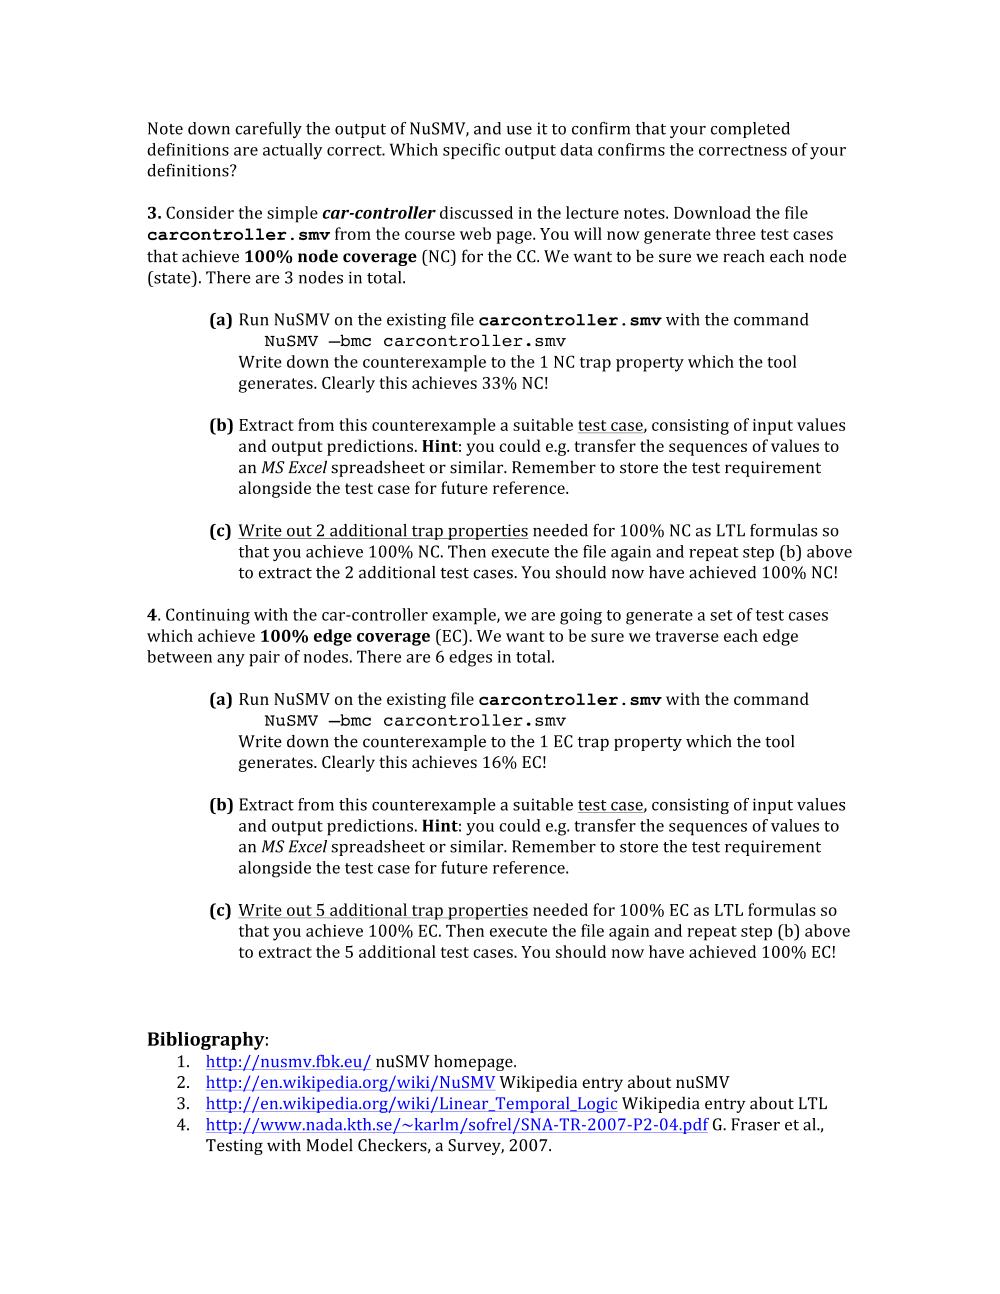 Note down carefully the output of NuSMV, and use it to confirm that your completed
definitions are actually correct. Which specific output data confirms the correctness of your
definitions?
3. Consider the simple car-controller discussed in the lecture notes. Download the file
carcontroller.smv from the course web page. You will now generate three test cases
that achieve 100% node coverage (NC) for the CC. We want to be sure we reach each node
(state). There are 3 nodes in total.
(a) Run NuSMV on the existing file carcontroller.smv with the command
NuSMV –bmc carcontroller.smv
Write down the counterexample to the 1 NC trap property which the tool
generates. Clearly this achieves 33% NC!
(b) Extract from this counterexample a suitable test case, consisting of input values
and output predictions. Hint: you could e.g. transfer the sequences of values to
an MS Excel spreadsheet or similar. Remember to store the test requirement
alongside the test case for future reference.
(c) Write out 2 additional trap properties needed for 100% NC as LTL formulas so
that you achieve 100% NC. Then execute the file again and repeat step (b) above
to extract the 2 additional test cases. You should now have achieved 100% NC!
4. Continuing with the car-controller example, we are going to generate a set of test cases
which achieve 100% edge coverage (EC). We want to be sure we traverse each edge
between any pair of nodes. There are 6 edges in total.
(a) Run NuSMV on the existing file carcontroller.smv with the command
NuSMV –bmc carcontroller.smv
Write down the counterexample to the 1 EC trap property which the tool
generates. Clearly this achieves 16% EC!
(b) Extract from this counterexample a suitable test case, consisting of input values
and output predictions. Hint: you could e.g. transfer the sequences of values to
an MS Excel spreadsheet or similar. Remember to store the test requirement
alongside the test case for future reference.
(c) Write out 5 additional trap properties needed for 100% EC as LTL formulas so
that you achieve 100% EC. Then execute the file again and repeat step (b) above
to extract the 5 additional test cases. You should now have achieved 100% EC!
Bibliography:
1. http://nusmv.fbk.eu/ nuSMV homepage.
2. http://en.wikipedia.org/wiki/NuSMV Wikipedia entry about nuSMV
3. http://en.wikipedia.org/wiki/Linear_Temporal_Logic Wikipedia entry about LTL
4. http://www.nada.kth.se/~karlm/sofrel/SNA-TR-2007-P2-04.pdf G. Fraser et al.,
Testing with Model Checkers, a Survey, 2007.